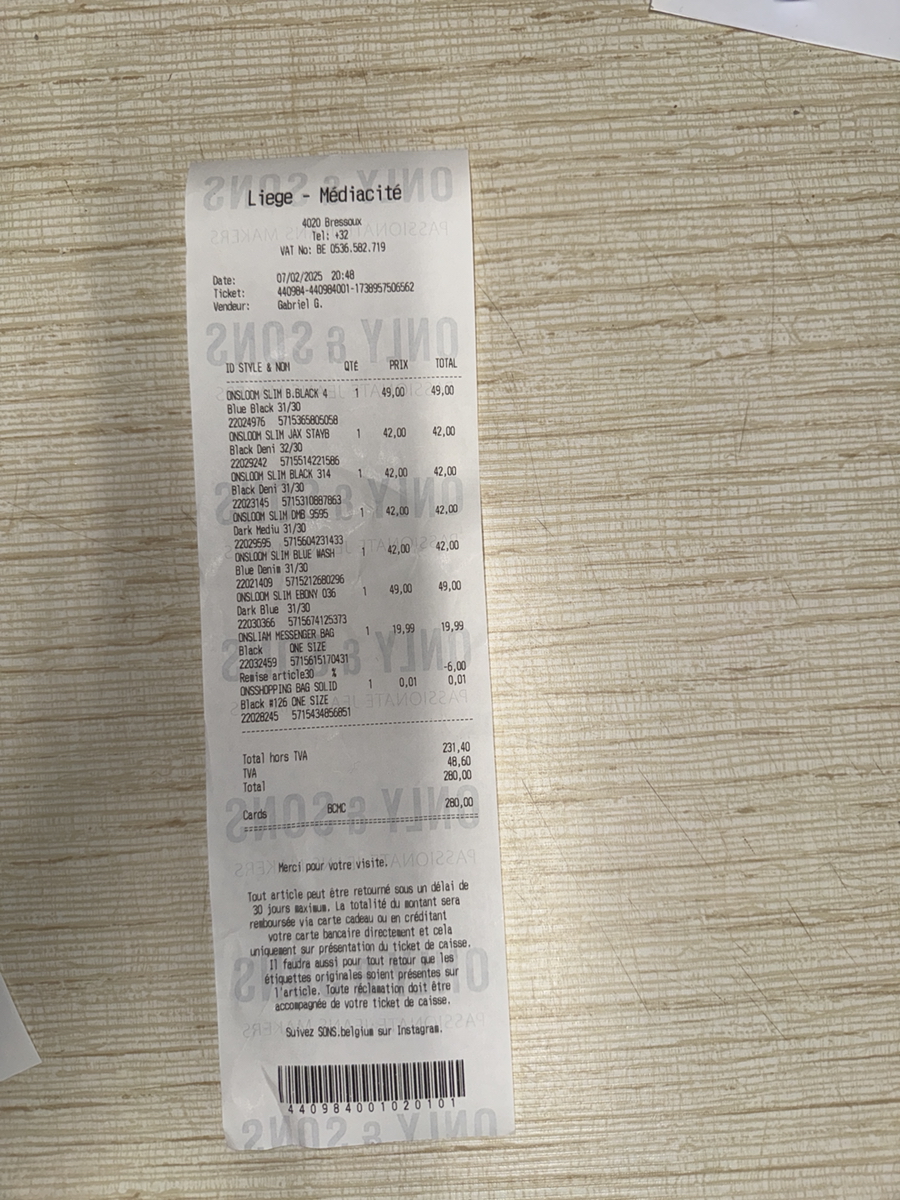 Liege - Médiacité
4020 Bressoux
Tel: +32
VAT No: BE 0536.582.719
Date: 07/02/2025 20:48
Ticket: 440984-440984001-1738957506562
Vendeur: Gabriel G.
ID STYLE & NOM QTÉ PRIX TOTAL
ONSLOOM SLIM B.BLACK 4 1 49,00 49,00
Blue Black 31/30
22024976 5715365805058
ONSLOOM SLIM JAX STAYB 1 42,00 42,00
Black Deni 32/30
22029242 5715514221586
ONSLOOM SLIM BLACK 314 1 42,00 42,00
Black Deni 31/30
22023145 5715310887863
ONSLOOM SLIM DMB 9595 1 42,00 42,00
Dark Mediu 31/30
22029595 5715604231433
ONSLOOM SLIM BLUE WASH 1 42,00 42,00
Blue Denim 31/30
22021409 5715212680296
ONSLOOM SLIM EBONY 036 1 49,00 49,00
Dark Blue 31/30
22030366 5715674125373
ONSLIAM MESSENGER BAG 1 19,99 19,99
Black ONE SIZE
22032459 5715615170431
Remise article30 % -6,00
ONSSHOPPING BAG SOLID 1 0,01 0,01
Black #126 ONE SIZE
22028245 5715434856851
Total hors TVA 231,40
TVA 48,60
Total 280,00
Cards BCMC 280,00
Merci pour votre visite.
Tout article peut être retourné sous un délai de
30 jours maximum. La totalité du montant sera
remboursée via carte cadeau ou en créditant
votre carte bancaire directement et cela
uniquement sur présentation du ticket de caisse.
Il faudra aussi pour tout retour que les
étiquettes originales soient présentes sur
l'article. Toute réclamation doit être
accompagnée de votre ticket de caisse.
Suivez SONS.belgium sur Instagram.
440984001020101
ONLY & SONS
PASSIONATE JEANS MAKERS